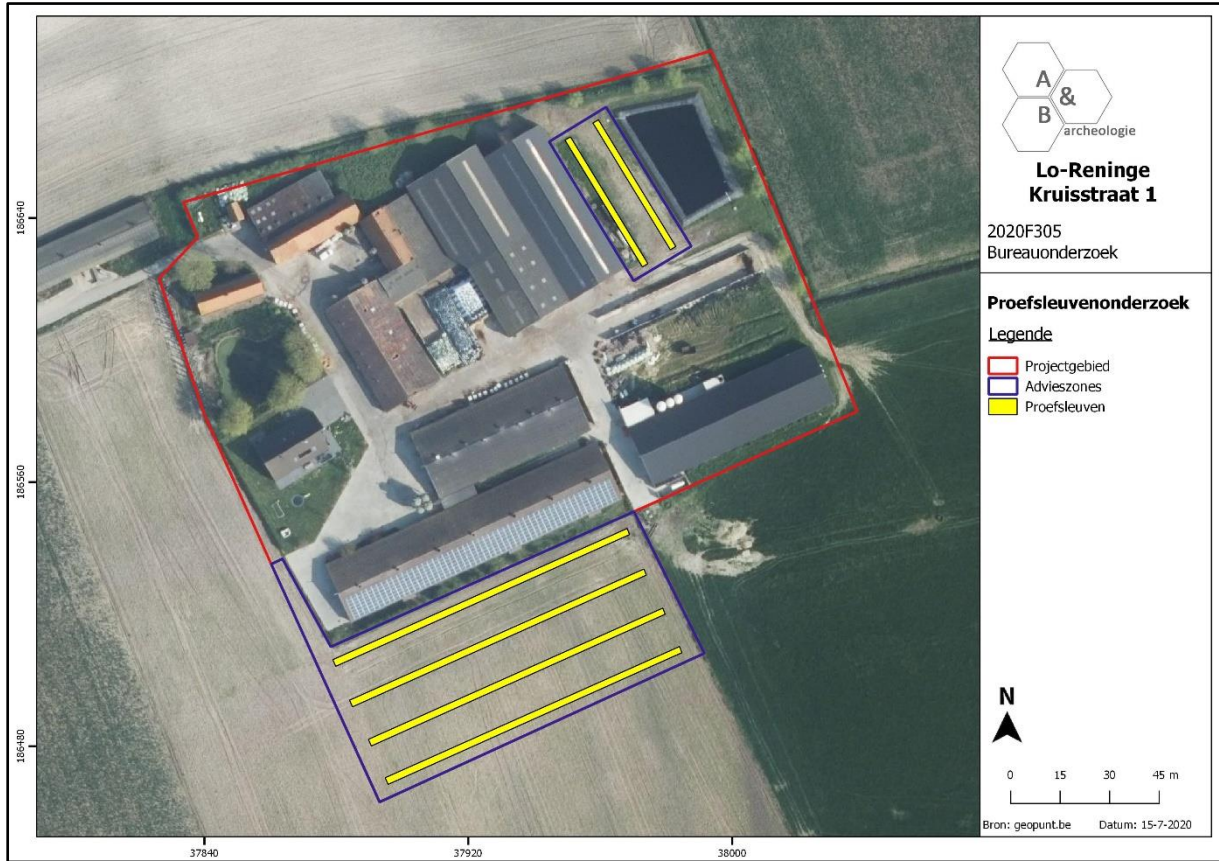 A
&
B
archeologie
Lo-Reninge
Kruisstraat 1
2020F305
Bureauonderzoek
Proefsleuvenonderzoek
Legende
Projectgebied
Advieszones
Proefsleuven
N
0 15 30 45 m
Bron: geopunt.be Datum: 15-7-2020
186640
186560
186480
37840 37920 38000